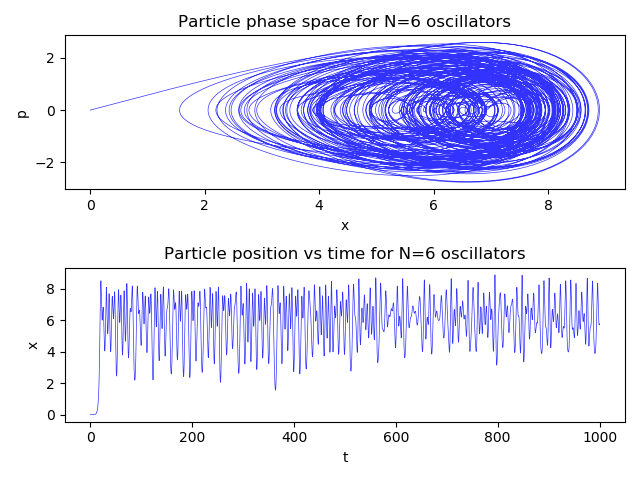 Particle phase space for N=6 oscillators
2
0
−2
p
0 2 4 6 8
x
Particle position vs time for N=6 oscillators
8
6
4
2
0
x
0 200 400 600 800 1000
t